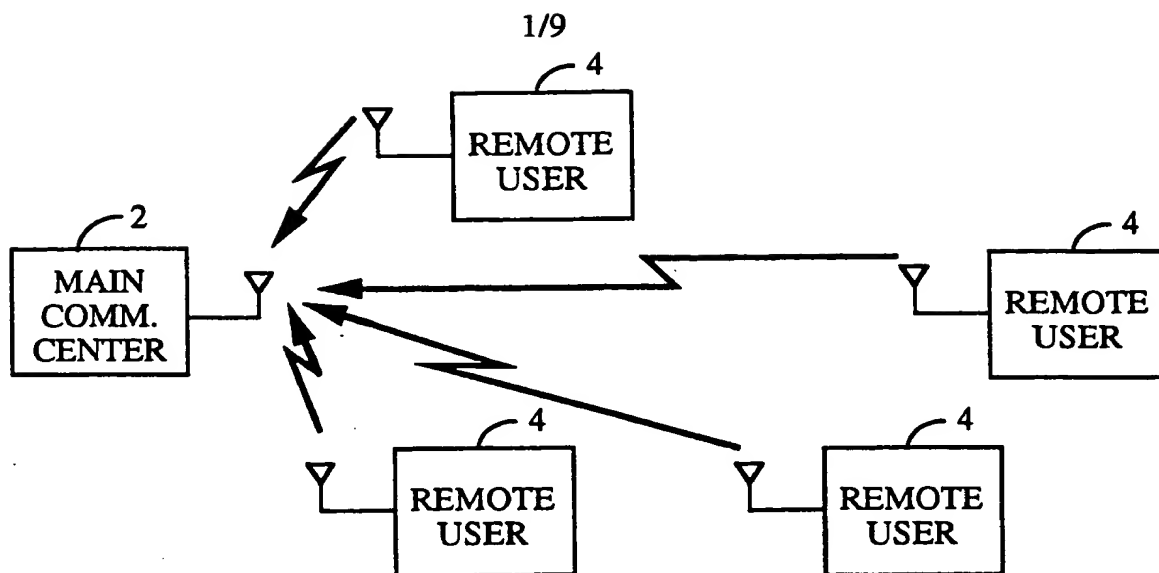 1/9
4
REMOTE
USER
2
MAIN
COMM.
CENTER
4
REMOTE
USER
4
REMOTE
USER
4
REMOTE
USER